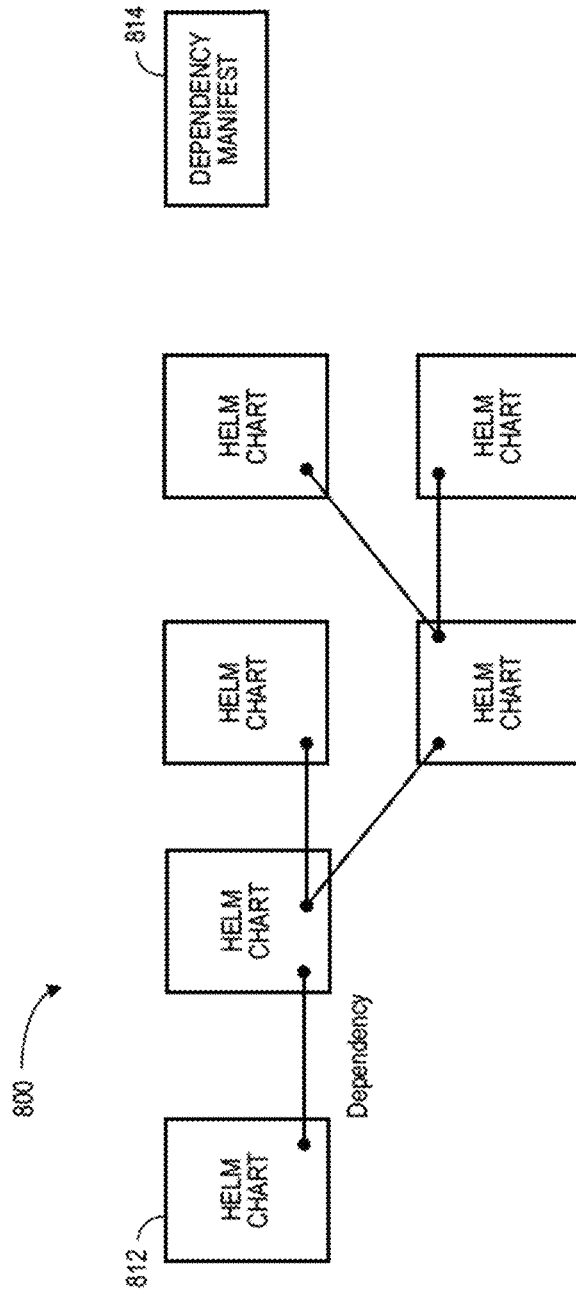 800
812
814
HELM
CHART
HELM
CHART
HELM
CHART
HELM
CHART
DEPENDENCY
MANIFEST
Dependency
HELM
CHART
HELM
CHART